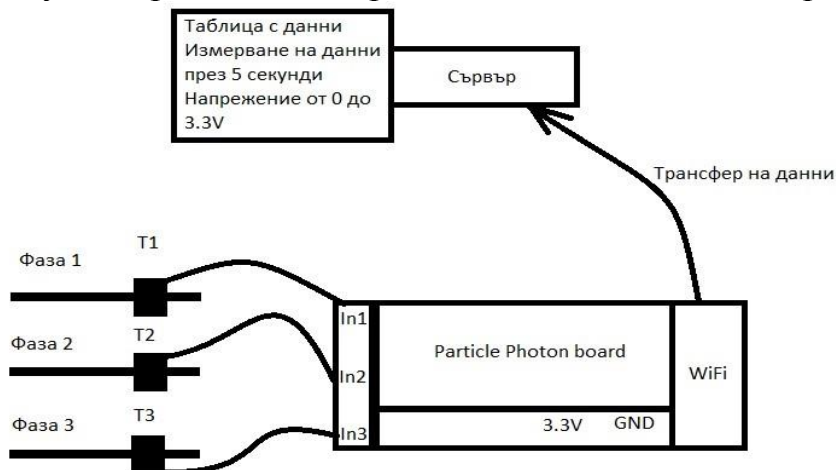 Таблица с данни
Измерване на данни
през 5 секунди
Напрежение от 0 до
3.3V
Сървър
Трансфер на данни
Фаза 1
T1
Фаза 2
T2
Фаза 3
T3
In1
In2
In3
Particle Photon board
3.3V
GND
WiFi